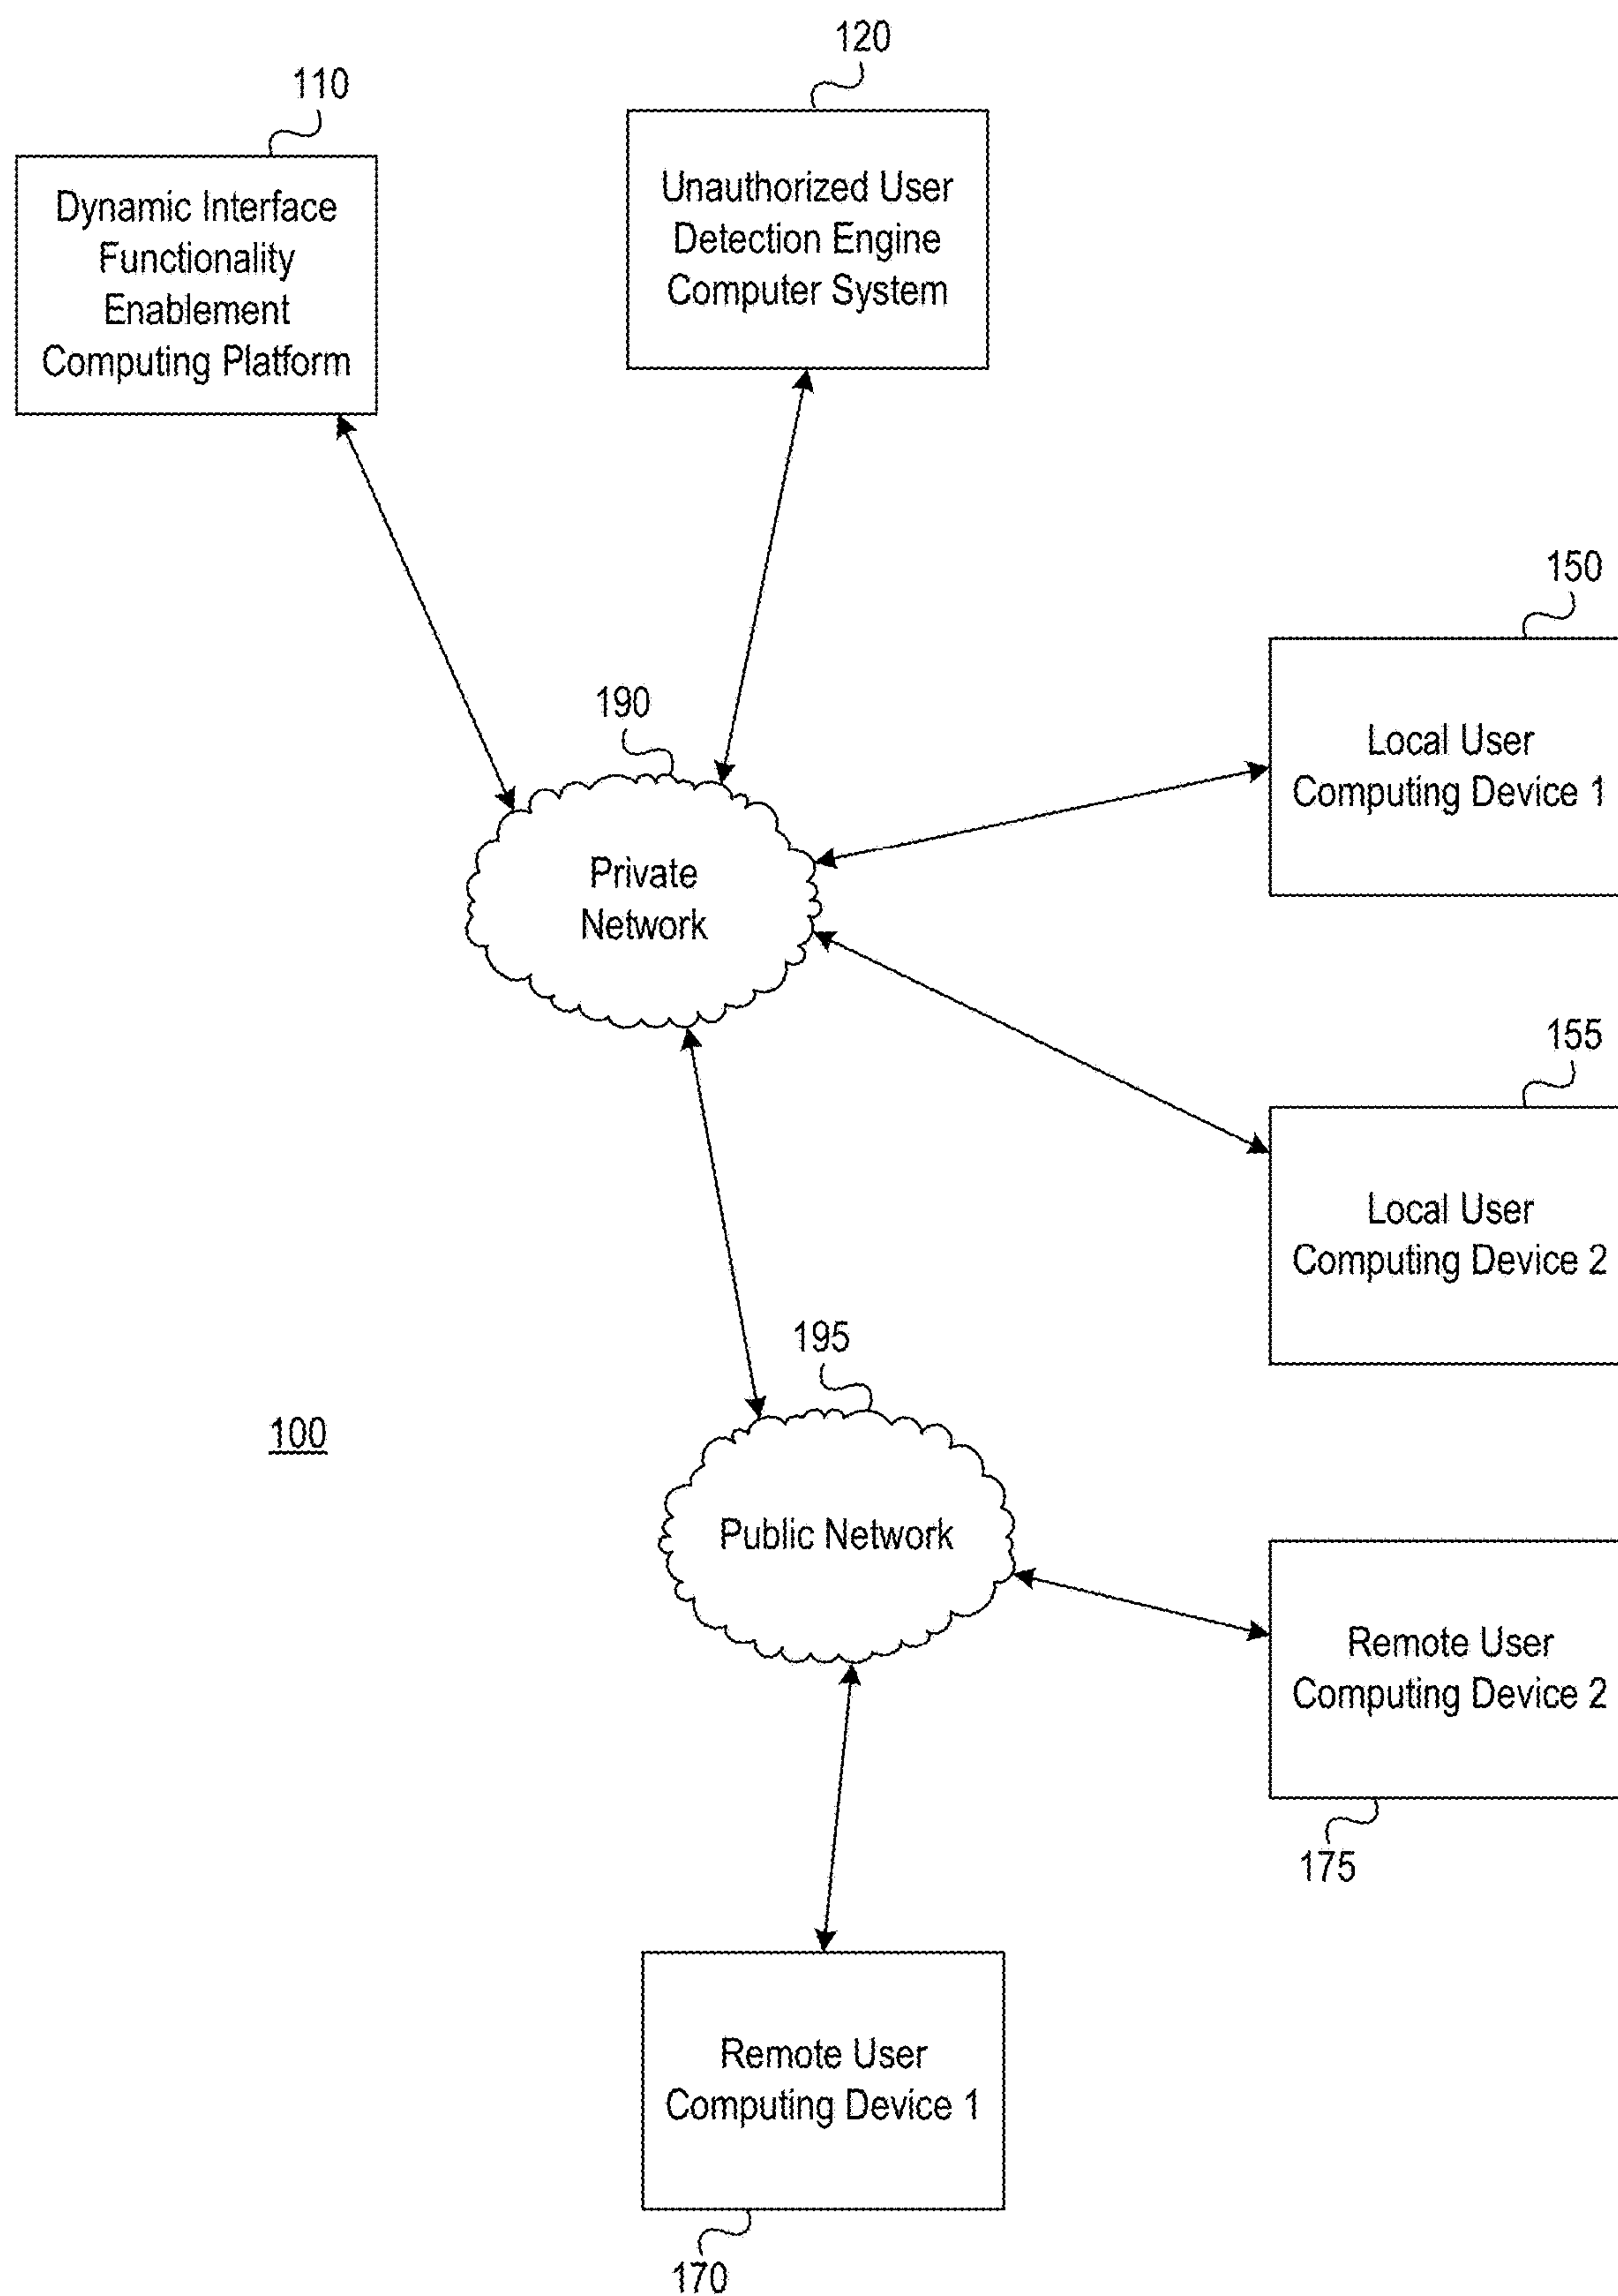 120
110
Dynamic Interface
Functionality
Enablement
Computing Platform
Unauthorized User
Detection Engine
Computer System
150
Local User
Computing Device 1
190
Private
Network
155
Local User
Computing Device 2
195
100
Public Network
Remote User
Computing Device 2
175
Remote User
Computing Device 1
170